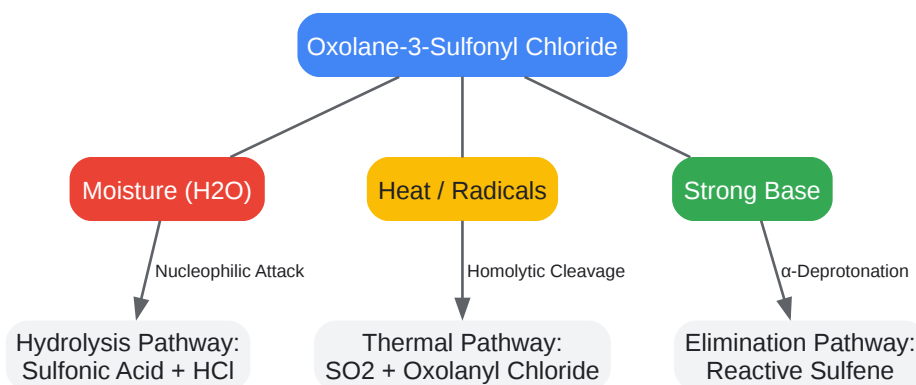 Oxolane-3-Sulfonyl Chloride
Moisture (H2O)
Heat / Radicals
Strong Base
Nucleophilic Attack
Homolytic Cleavage
α-Deprotonation
Hydrolysis Pathway:
Sulfonic Acid + HCl
Thermal Pathway:
SO2 + Oxolanyl Chloride
Elimination Pathway:
Reactive Sulfene